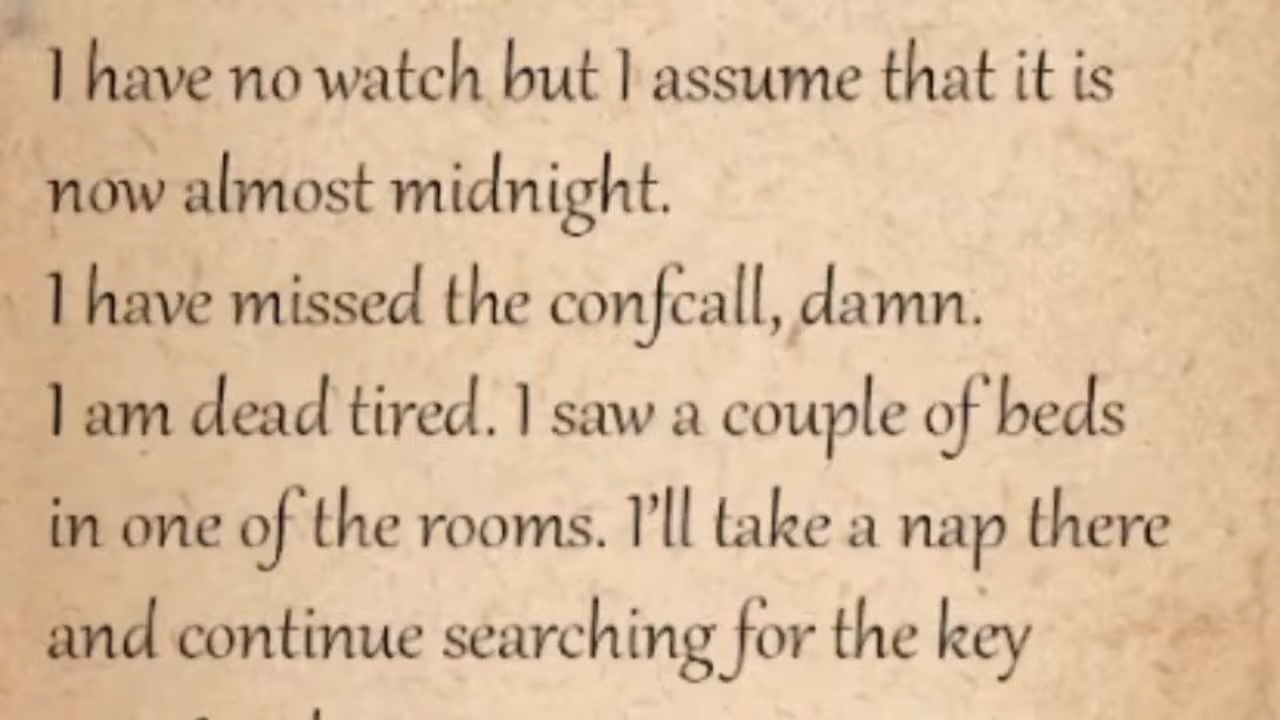 I have no watch but I assume that it is
now almost midnight.
I have missed the confcall, damn.
I am dead tired. I saw a couple of beds
in one of the rooms. I'll take a nap there
and continue searching for the key